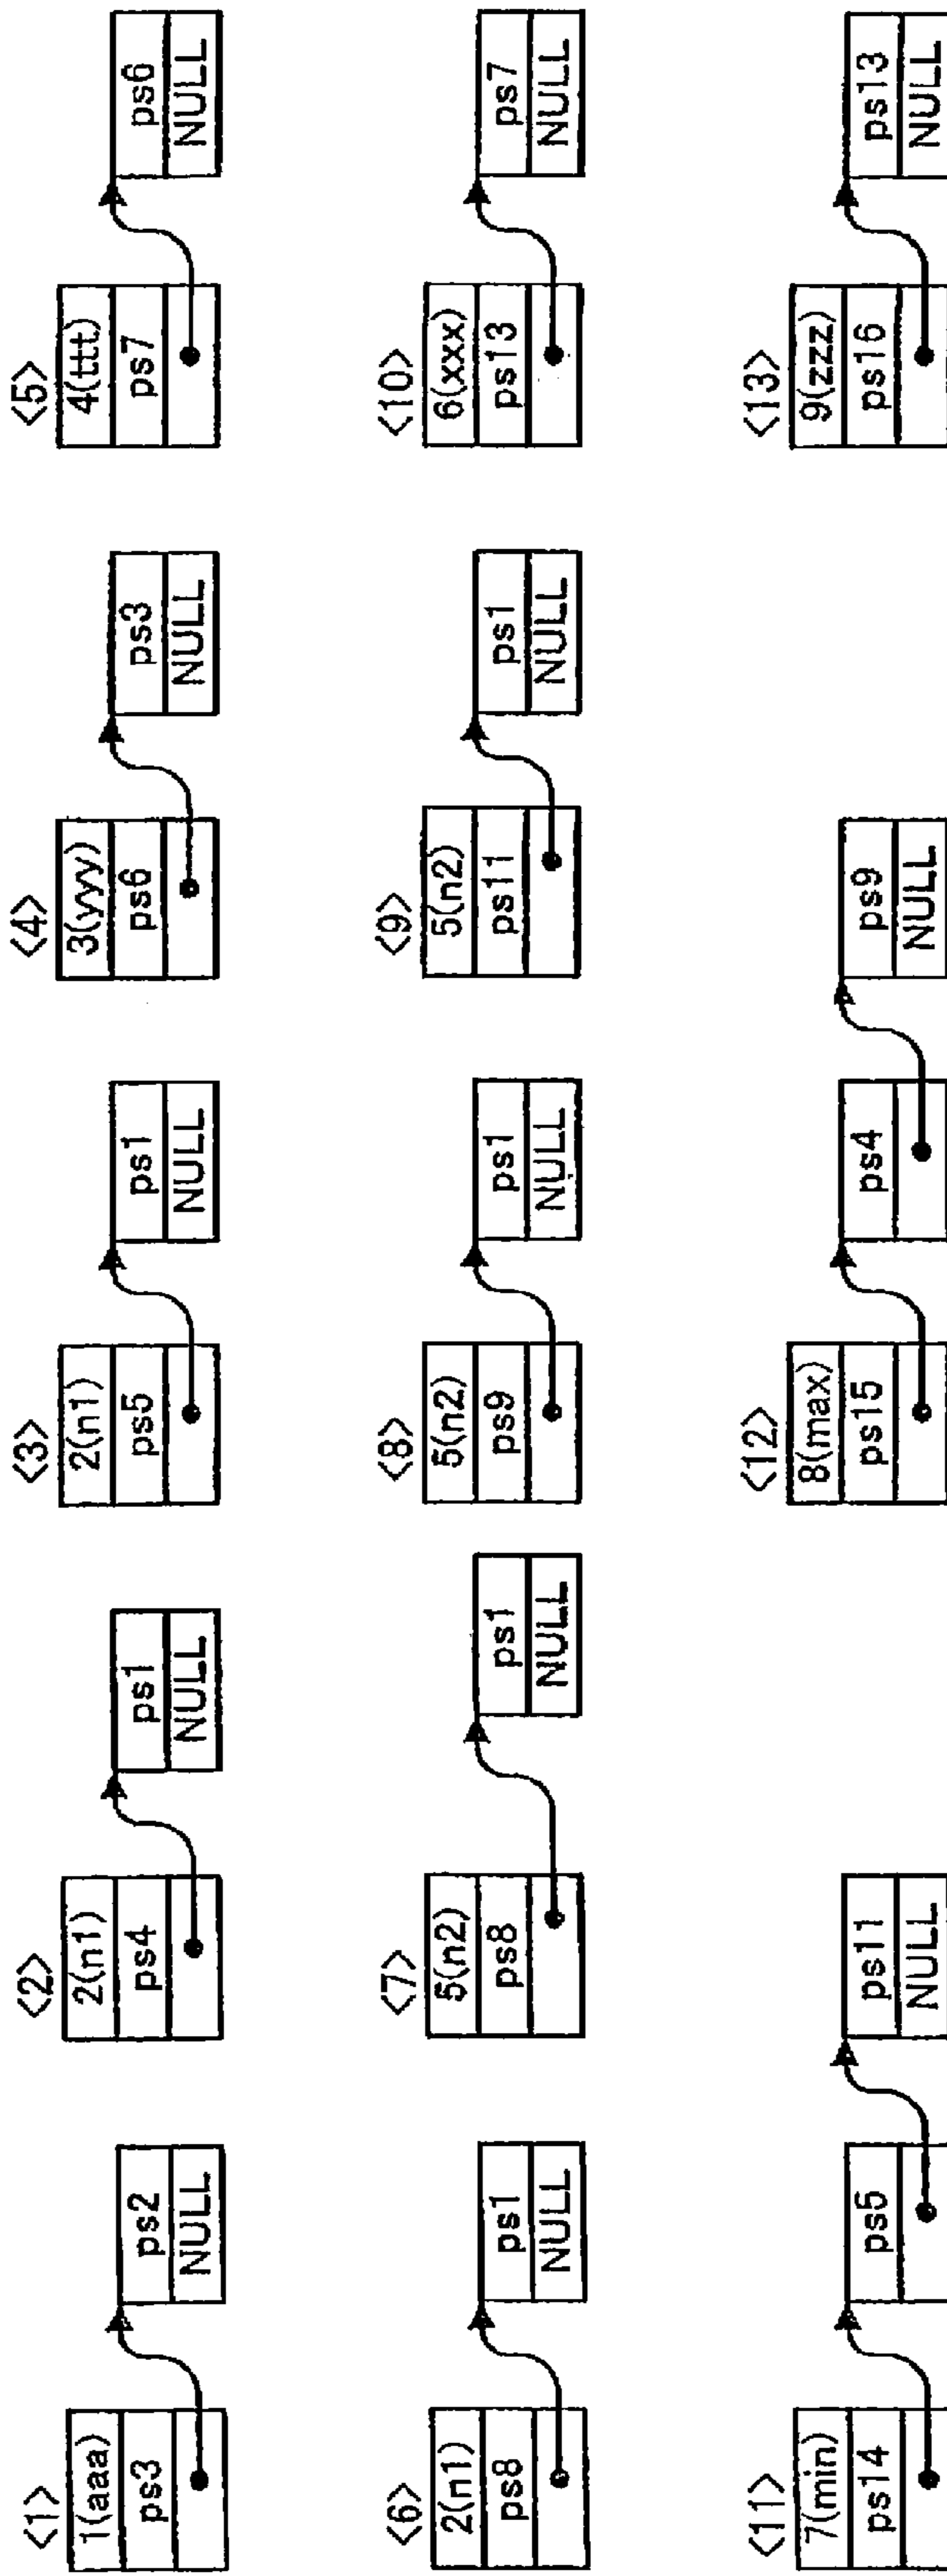 <1>
1(aaa)
ps3
ps2
NULL
<2>
2(n1)
ps4
ps1
NULL
<3>
2(n1)
ps5
ps1
NULL
<4>
3(yyy)
ps6
ps3
NULL
<5>
4(ttt)
ps7
ps6
NULL
<6>
2(n1)
ps8
ps1
NULL
<7>
5(n2)
ps8
ps1
NULL
<8>
5(n2)
ps9
ps1
NULL
<9>
5(n2)
ps11
ps1
NULL
<10>
6(xxx)
ps13
ps7
NULL
<11>
7(min)
ps14
ps5
ps11
NULL
<12>
8(max)
ps15
ps4
ps9
NULL
<13>
9(zzz)
ps16
ps13
NULL